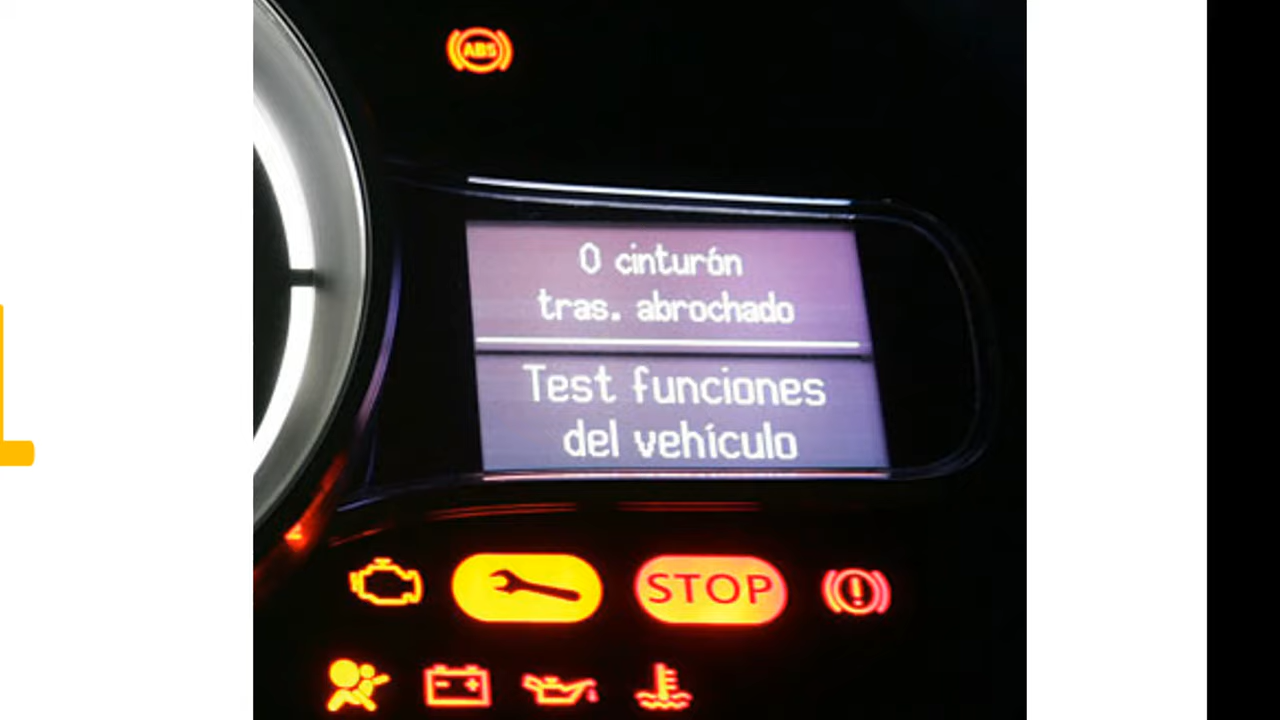 ABS
0 cinturón
tras. abrochado
Test funciones
del vehículo
STOP